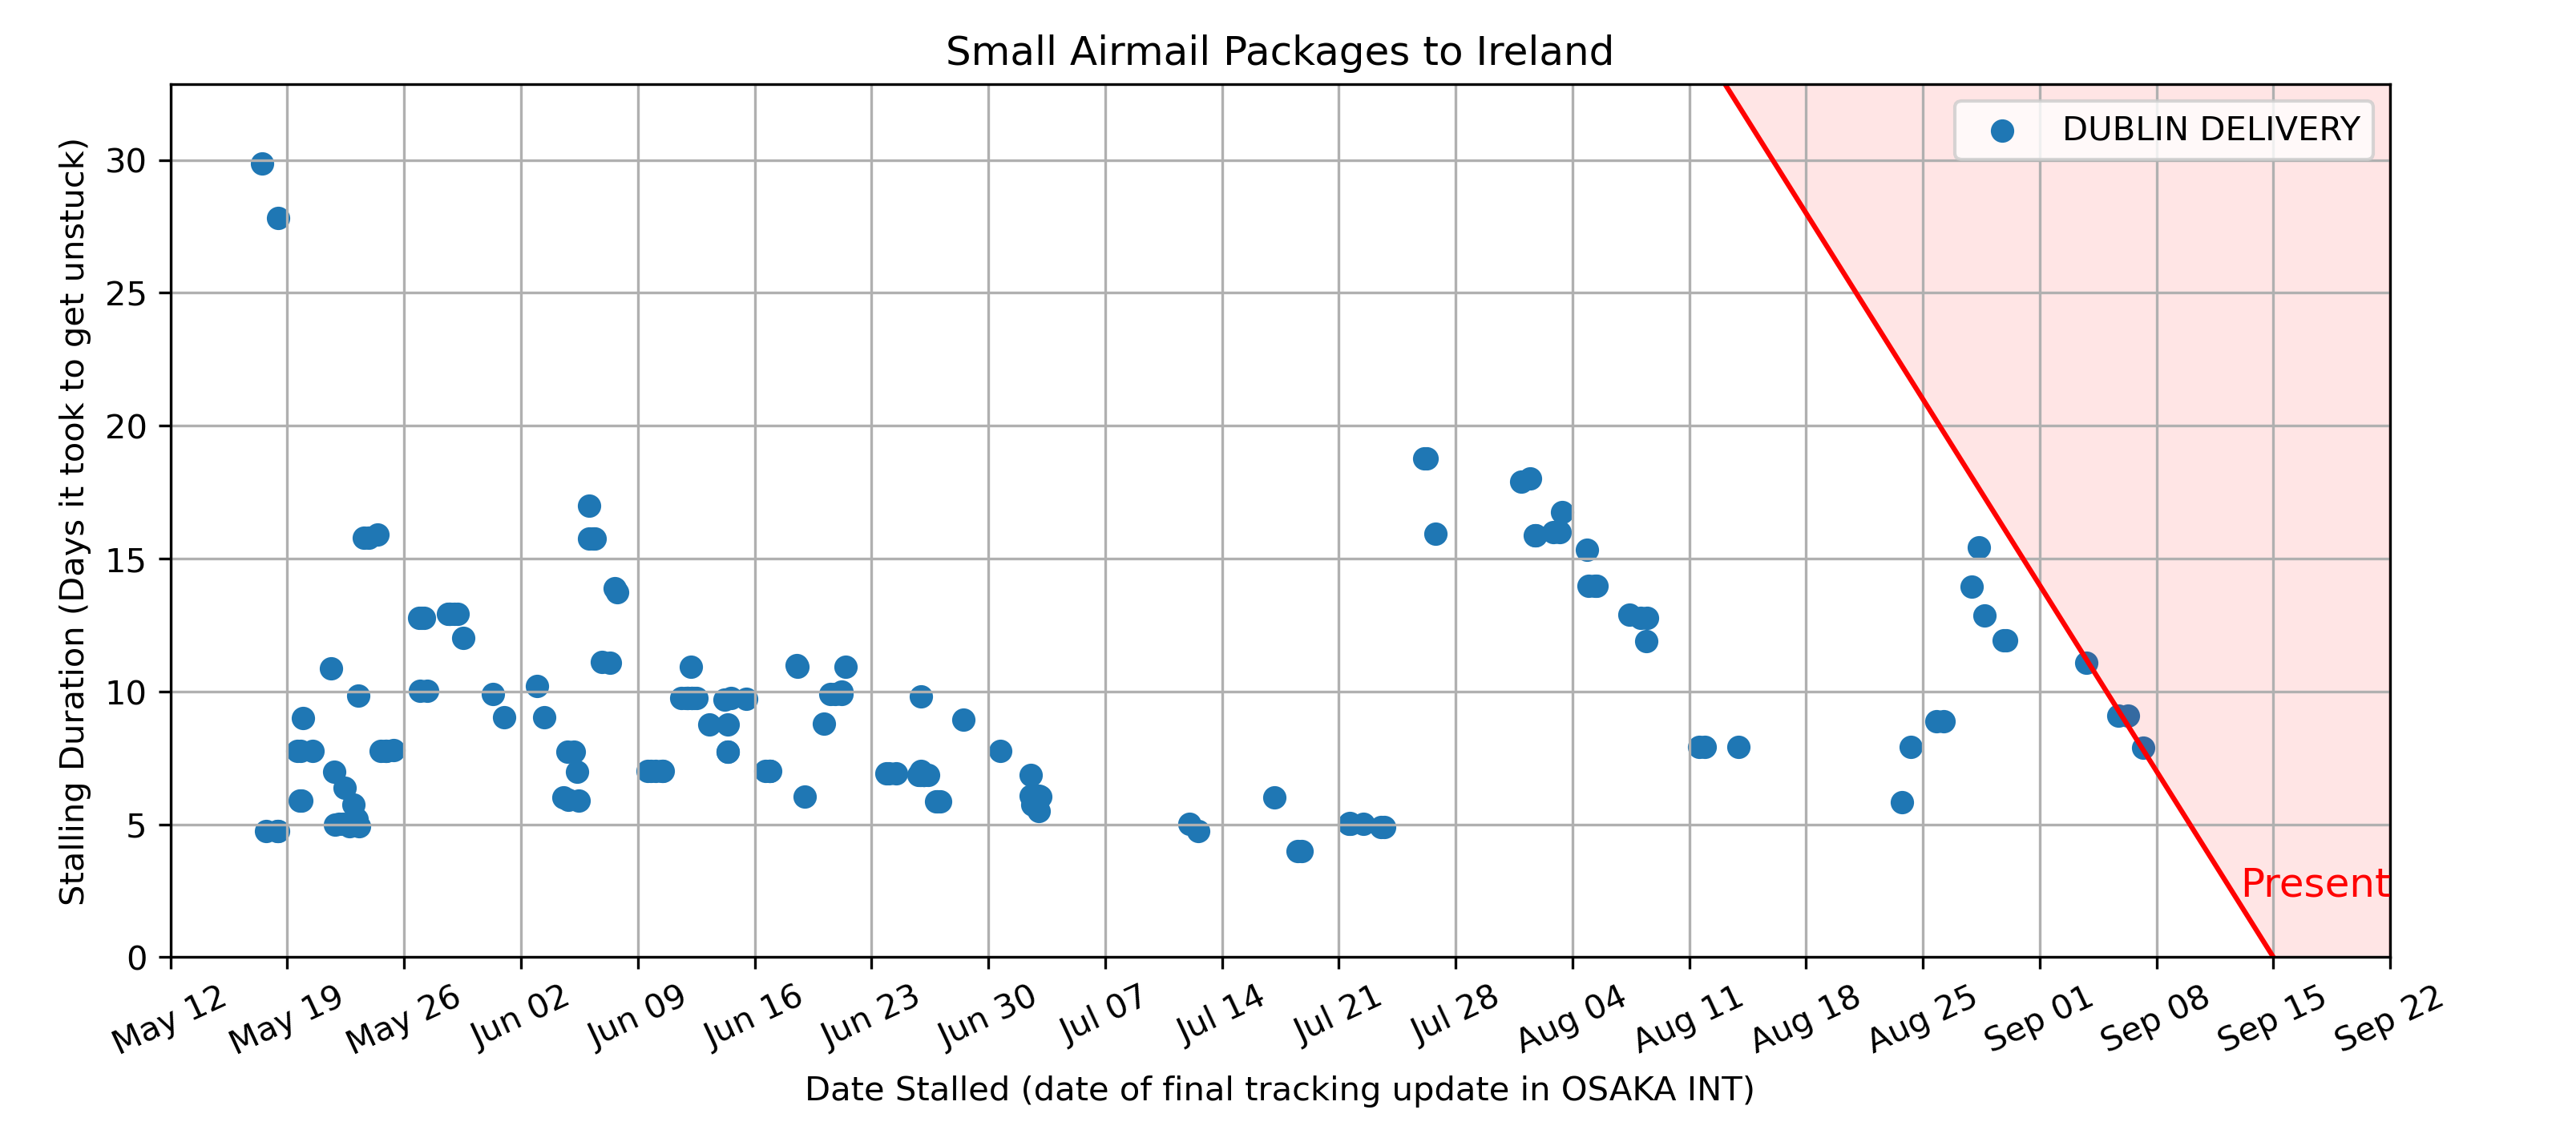 Small Airmail Packages to Ireland
DUBLIN DELIVERY
Stalling Duration (Days it took to get unstuck)
30
25
20
15
10
5
0
Present
May 12
May 19
May 26
Jun 02
Jun 09
Jun 16
Jun 23
Jun 30
Jul 07
Jul 14
Jul 21
Jul 28
Aug 04
Aug 11
Aug 18
Aug 25
Sep 01
Sep 08
Sep 15
Sep 22
Date Stalled (date of final tracking update in OSAKA INT)